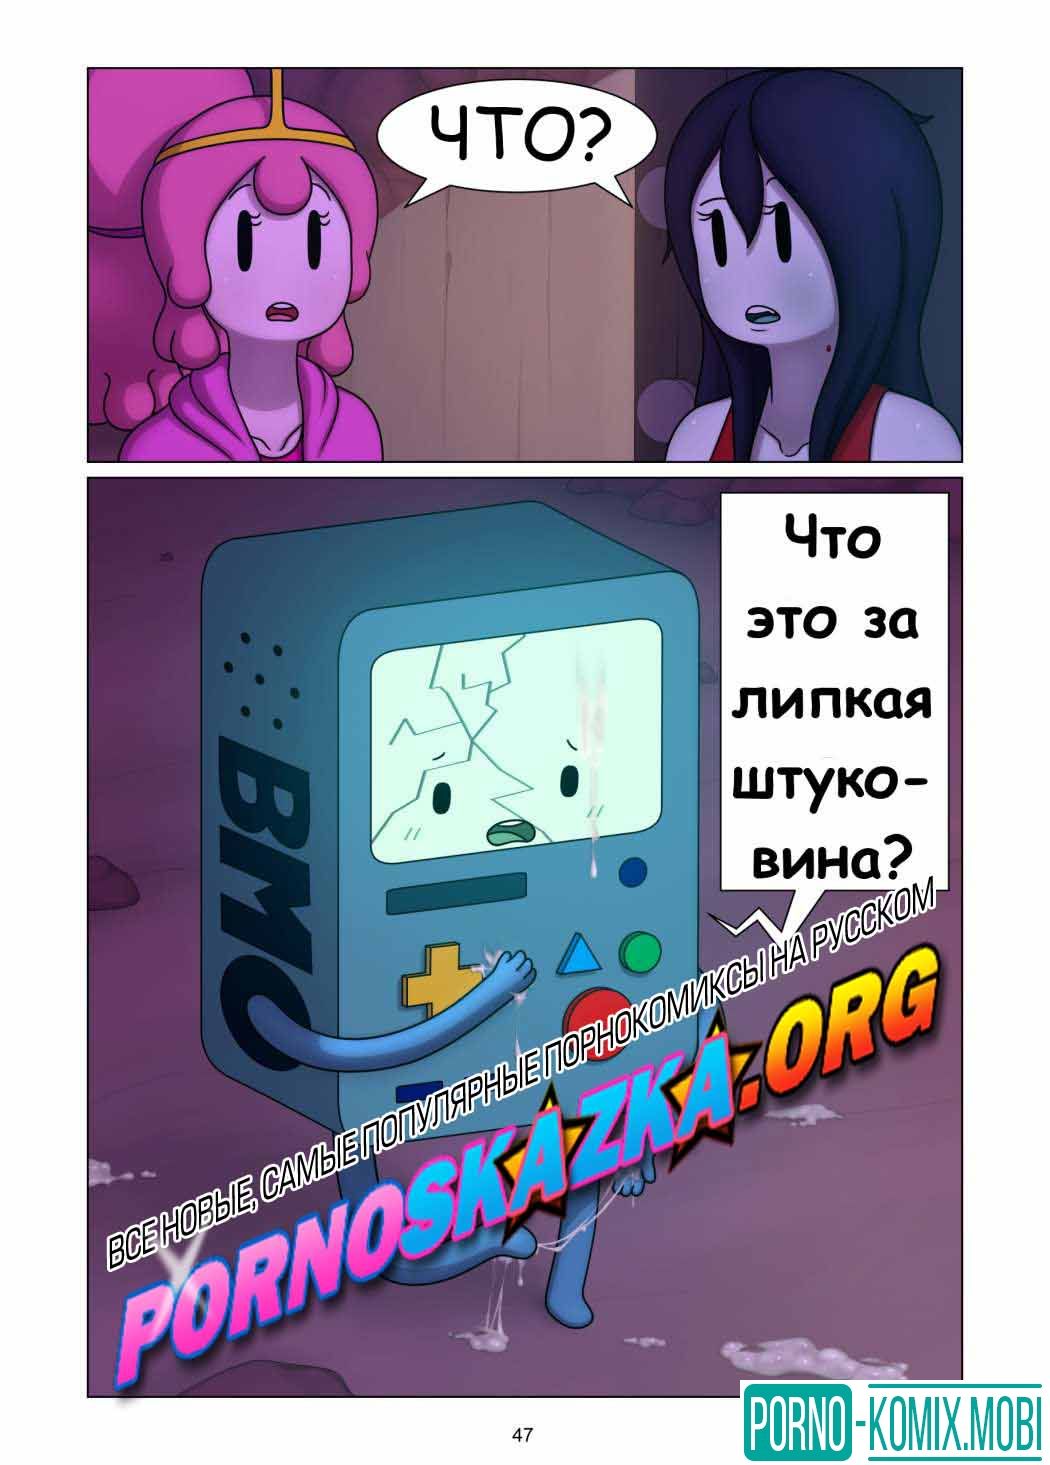 ЧТО?
Что
это за
липкая
штуко-
вина?
BMO
ВСЕ НОВЫЕ, САМЫЕ ПОПУЛЯРНЫЕ ПОРНОКОМИКСЫ НА РУССКОМ
PORNOSKAZKA.ORG
47
PORNO-KOMIX.MOBI